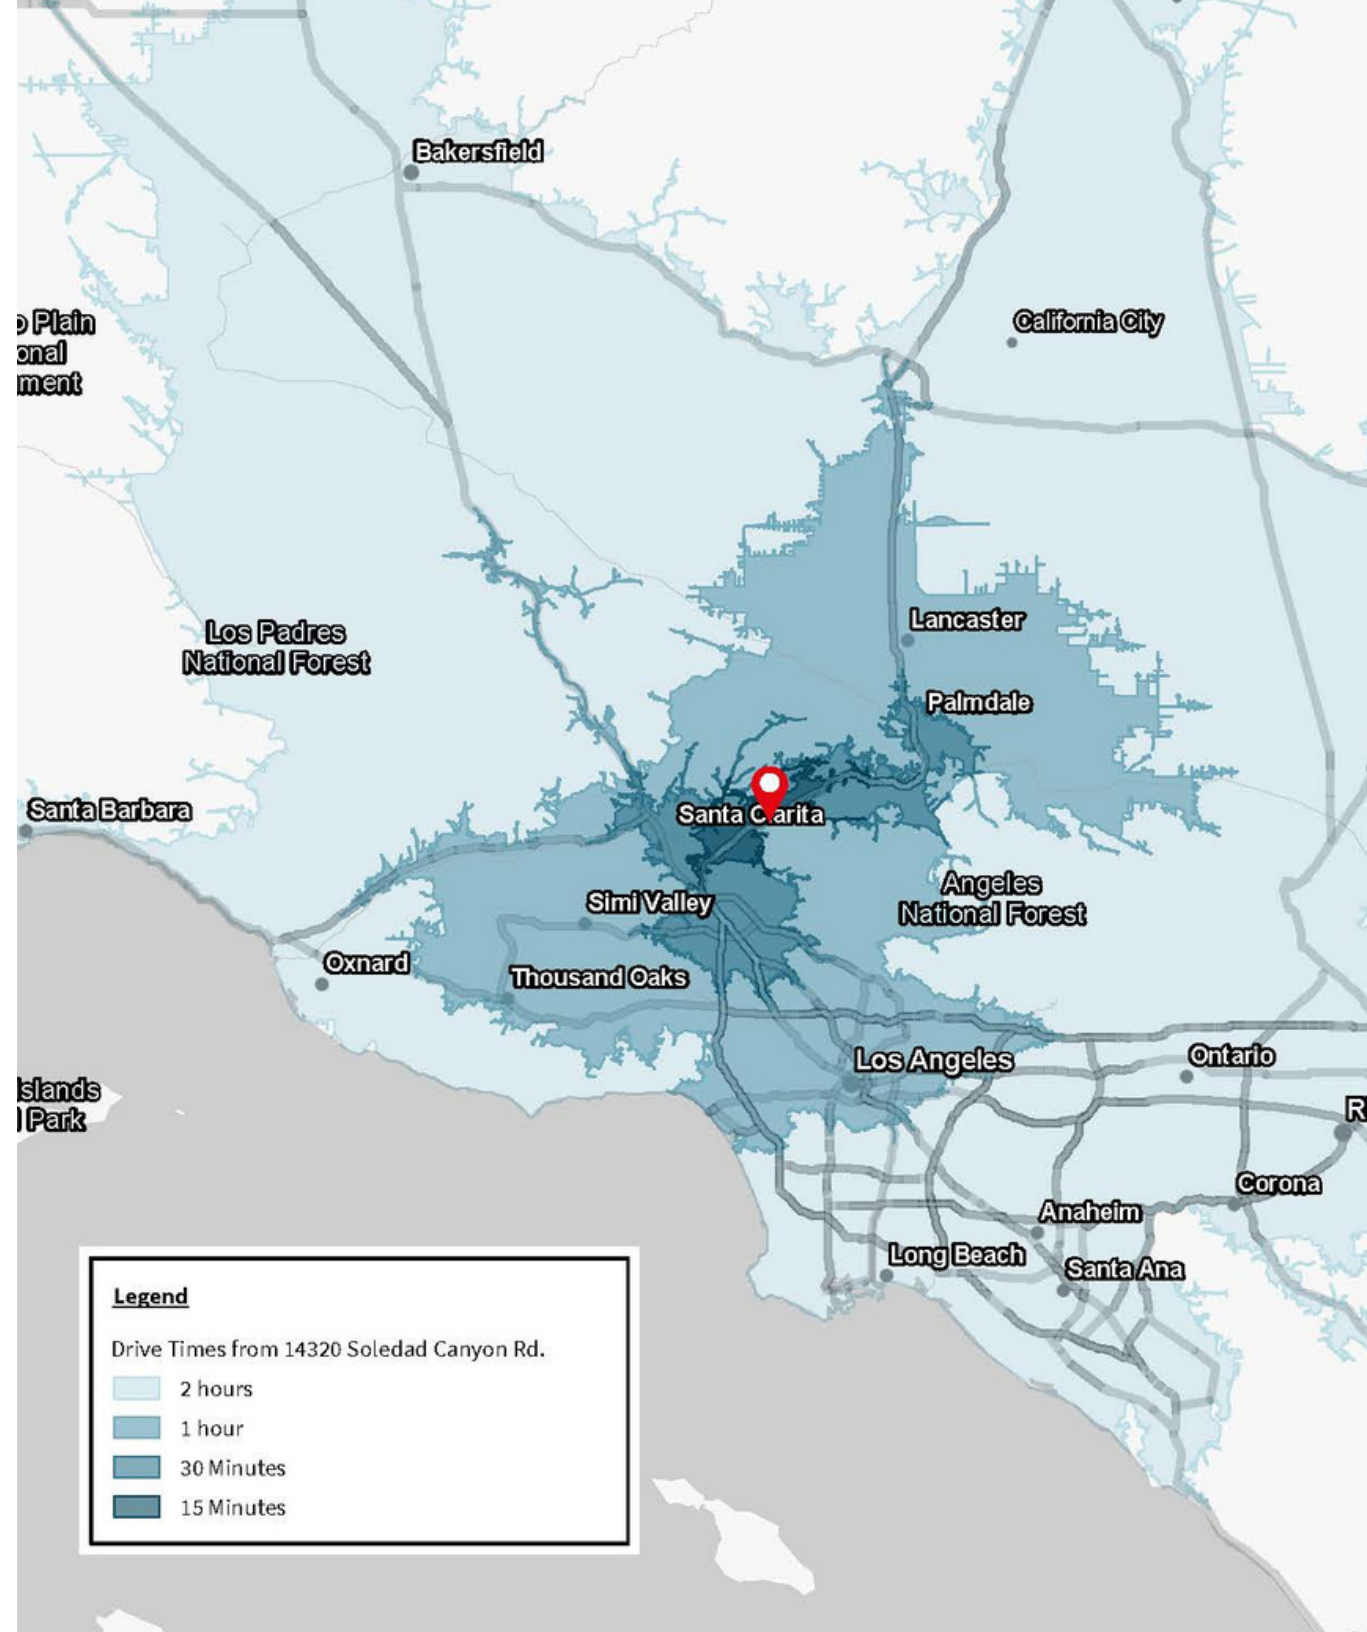 Bakersfield
California City
o Plain
onal
ment
Lancaster
Los Padres
National Forest
Palmdale
Santa Barbara
Santa Clarita
Angeles
National Forest
Simi Valley
Oxnard
Thousand Oaks
Los Angeles
Ontario
Islands
l Park
R
Corona
Anaheim
Long Beach
Santa Ana
Legend
Drive Times from 14320 Soledad Canyon Rd.
2 hours
1 hour
30 Minutes
15 Minutes